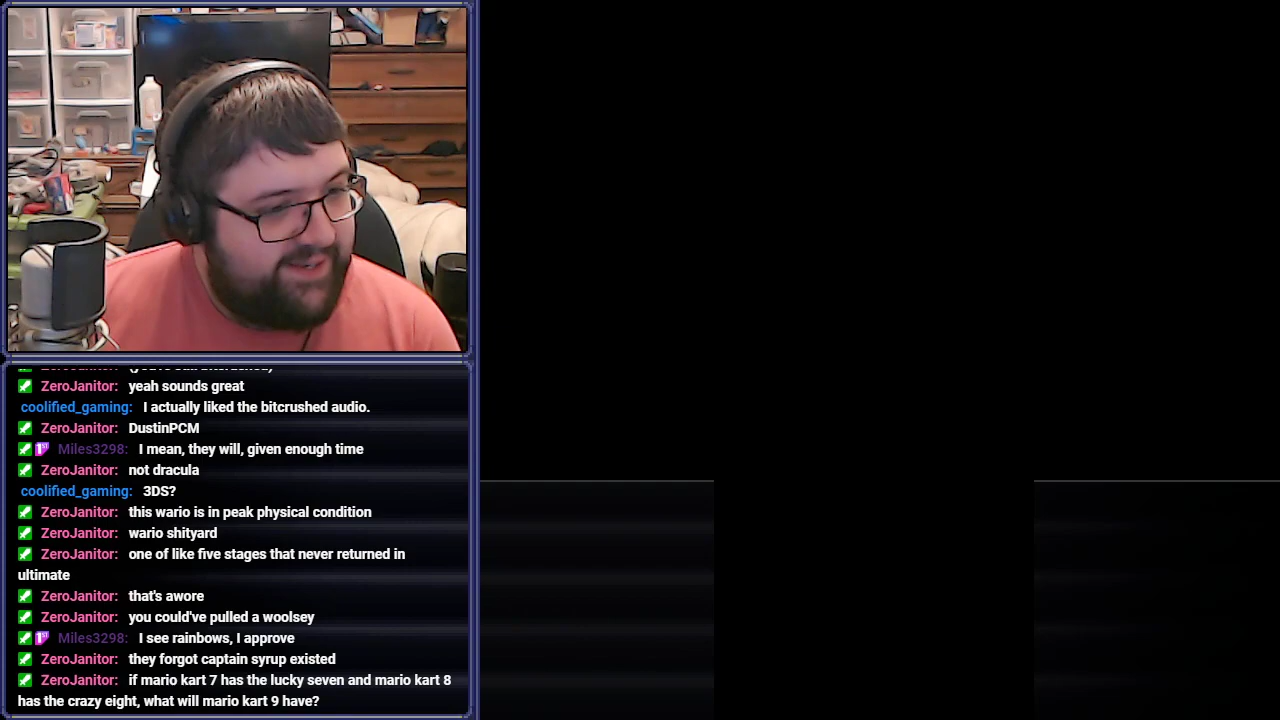 ZeroJanitor: yeah sounds great
coolified_gaming: I actually liked the bitcrushed audio.
ZeroJanitor: DustinPCM
Miles3298: I mean, they will, given enough time
ZeroJanitor: not dracula
coolified_gaming: 3DS?
ZeroJanitor: this wario is in peak physical condition
ZeroJanitor: wario shityard
ZeroJanitor: one of like five stages that never returned in
ultimate
ZeroJanitor: that's awore
ZeroJanitor: you could've pulled a woolsey
Miles3298: I see rainbows, I approve
ZeroJanitor: they forgot captain syrup existed
ZeroJanitor: if mario kart 7 has the lucky seven and mario kart 8
has the crazy eight, what will mario kart 9 have?